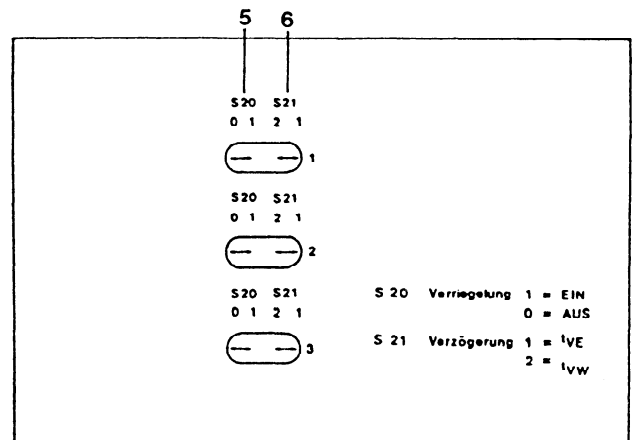 5 6
S20 S21
0 1 2 1
1
S20 S21
0 1 2 1
2
S20 S21
0 1 2 1
3
S 20 Verriegelung 1 = EIN
0 = AUS
S 21 Verzögerung 1 = tVE
2 = tVW